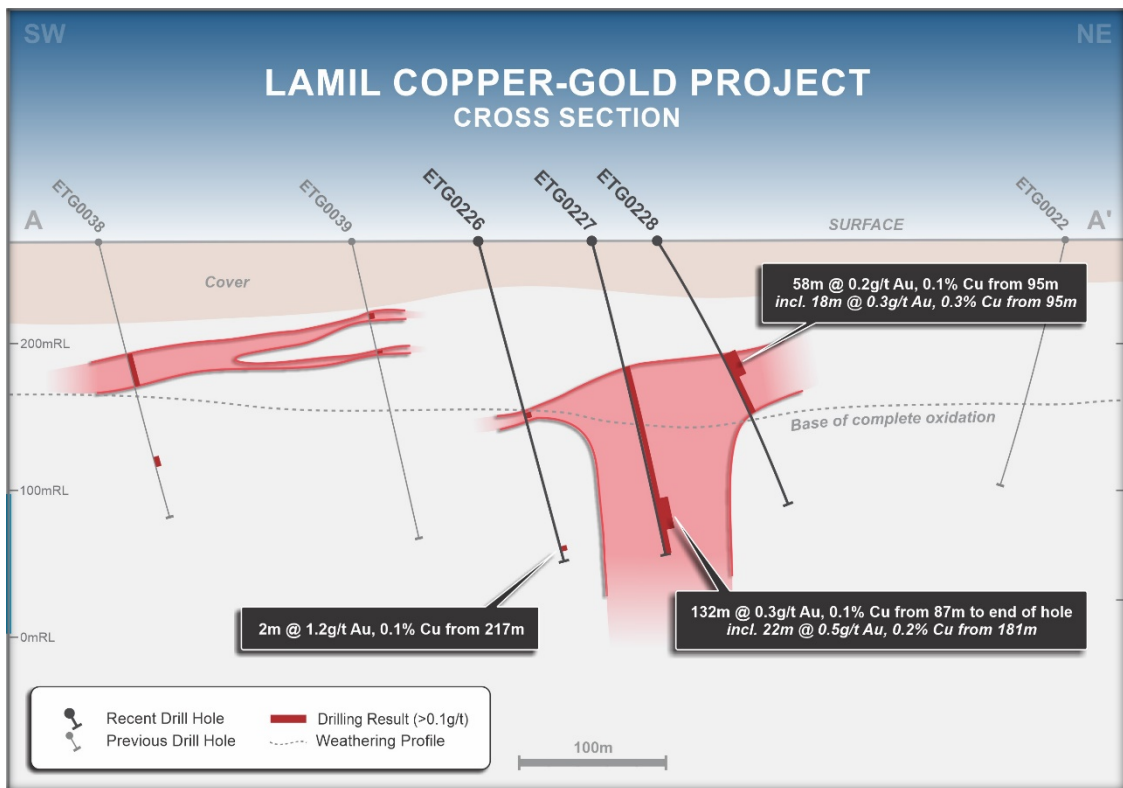 SW
NE
LAMIL COPPER-GOLD PROJECT
CROSS SECTION
ETG0038
ETG0039
ETG0226
ETG0227
ETG0228
ETG0022
A
SURFACE
A'
Cover
58m @ 0.2g/t Au, 0.1% Cu from 95m
incl. 18m @ 0.3g/t Au, 0.3% Cu from 95m
200mRL
Base of complete oxidation
100mRL
132m @ 0.3g/t Au, 0.1% Cu from 87m to end of hole
incl. 22m @ 0.5g/t Au, 0.2% Cu from 181m
2m @ 1.2g/t Au, 0.1% Cu from 217m
0mRL
Recent Drill Hole
Drilling Result (>0.1g/t)
Previous Drill Hole
Weathering Profile
100m